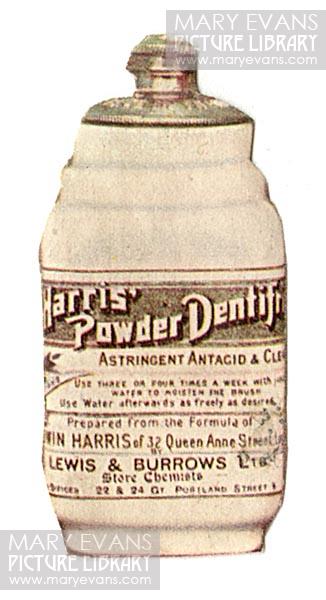 MARY EVANS
PICTURE LIBRARY
www.maryevans.com
Harris'
Powder Dentif
ASTRINGENT ANTACID & CLE
USE THREE OR FOUR TIMES A WEEK WITH
WATER TO MOISTEN THE BRUSH
Use Water afterwards as freely as desired.
Prepared from the Formula of
WIN HARRIS of 32 Queen Anne Street
BY
LEWIS & BURROWS LTD
Store Chemists
OFFICES 22 & 24 GT. PORTLAND STREET
MARY EVANS
PICTURE LIBRARY
www.maryevans.com